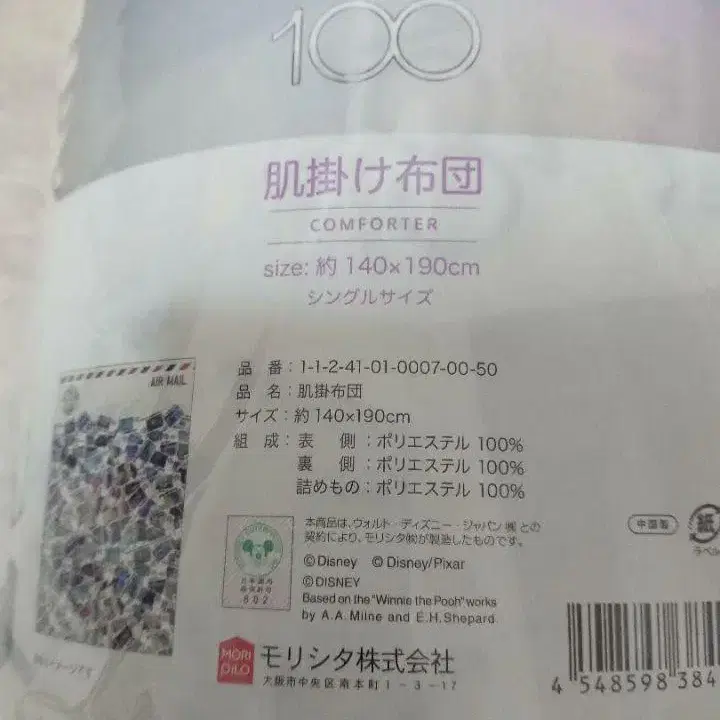 100
肌掛け布団
COMFORTER
size: 約 140×190cm
シングルサイズ
AIR MAIL
品 番：1-1-2-41-01-0007-00-50
品 名：肌掛布団
サイズ：約140×190cm
組 成：表 側：ポリエステル 100%
裏 側：ポリエステル 100%
詰めもの：ポリエステル 100%
本商品は、ウォルト・ディズニー・ジャパン㈱との
契約により、モリシタ㈱が製造したものです。
©Disney ©Disney/Pixar
©DISNEY
Based on the "Winnie the Pooh" works
by A.A. Milne and E.H. Shepard.
中国製
紙
ラベル
MORI
PiLO
モリシタ株式会社
大阪市中央区南本町1-3-17
4 548598 384